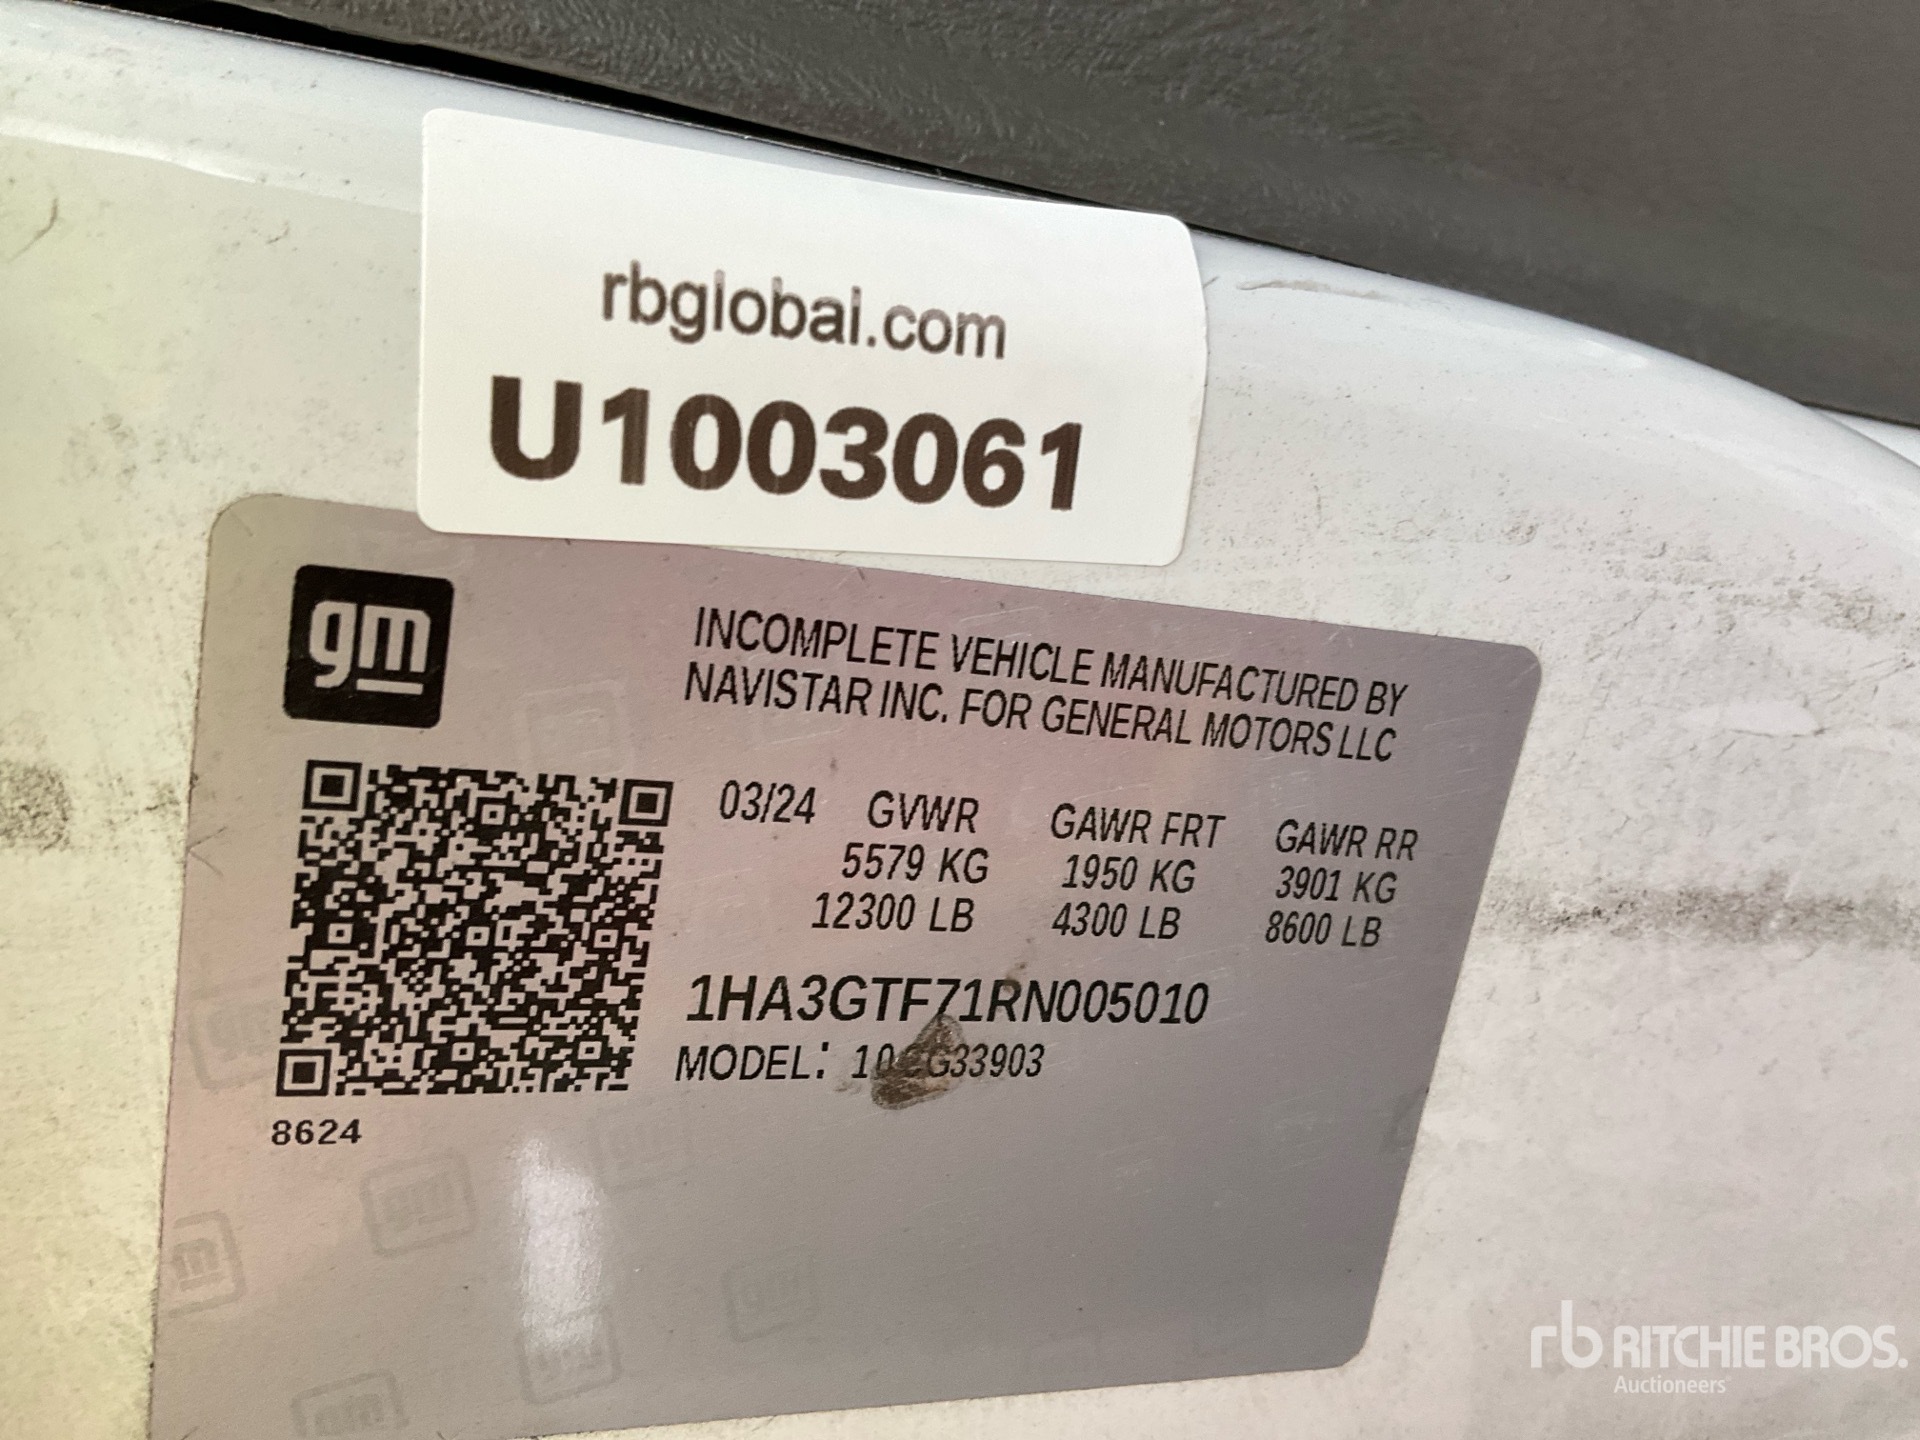 rbglobal.com
U1003061
gm
INCOMPLETE VEHICLE MANUFACTURED BY
NAVISTAR INC. FOR GENERAL MOTORS LLC
03/24 GVWR GAWR FRT GAWR RR
5579 KG 1950 KG 3901 KG
12300 LB 4300 LB 8600 LB
1HA3GTF71RN005010
MODEL:
8624
rb RITCHIE BROS.
Auctioneers